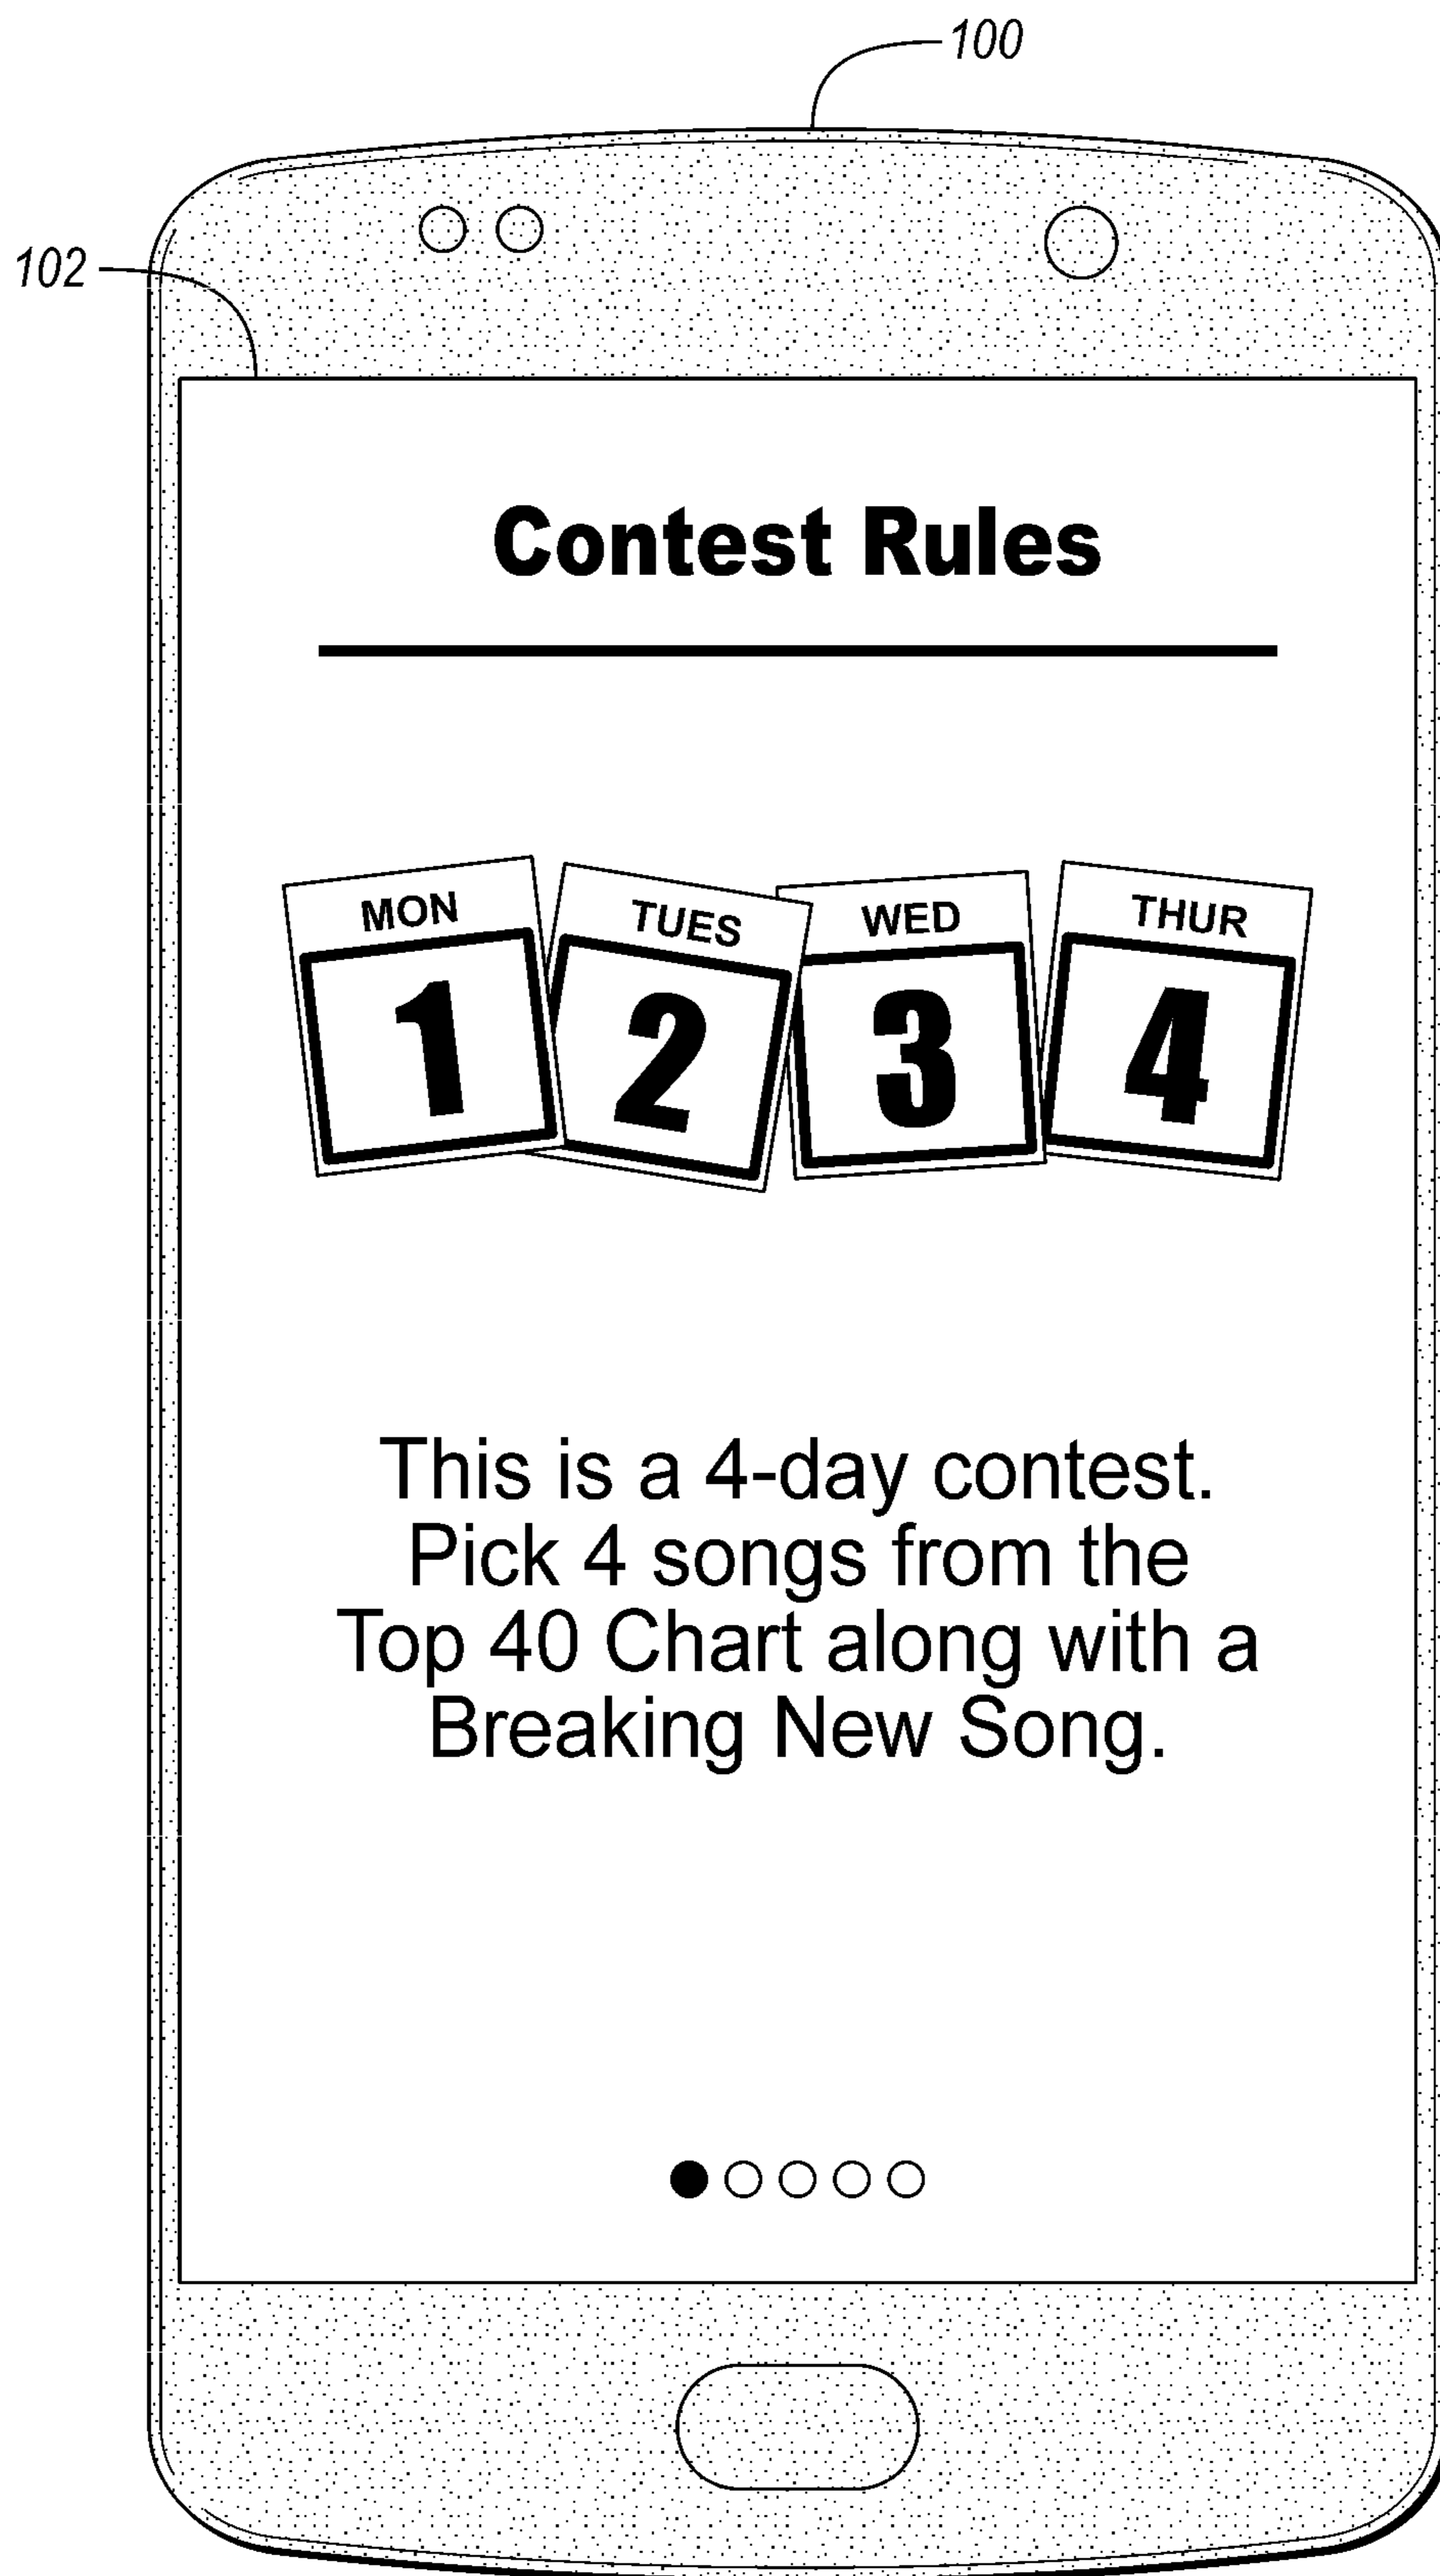 100
102
Contest Rules
MON TUES WED THUR
1 2 3 4
This is a 4-day contest.
Pick 4 songs from the
Top 40 Chart along with a
Breaking New Song.